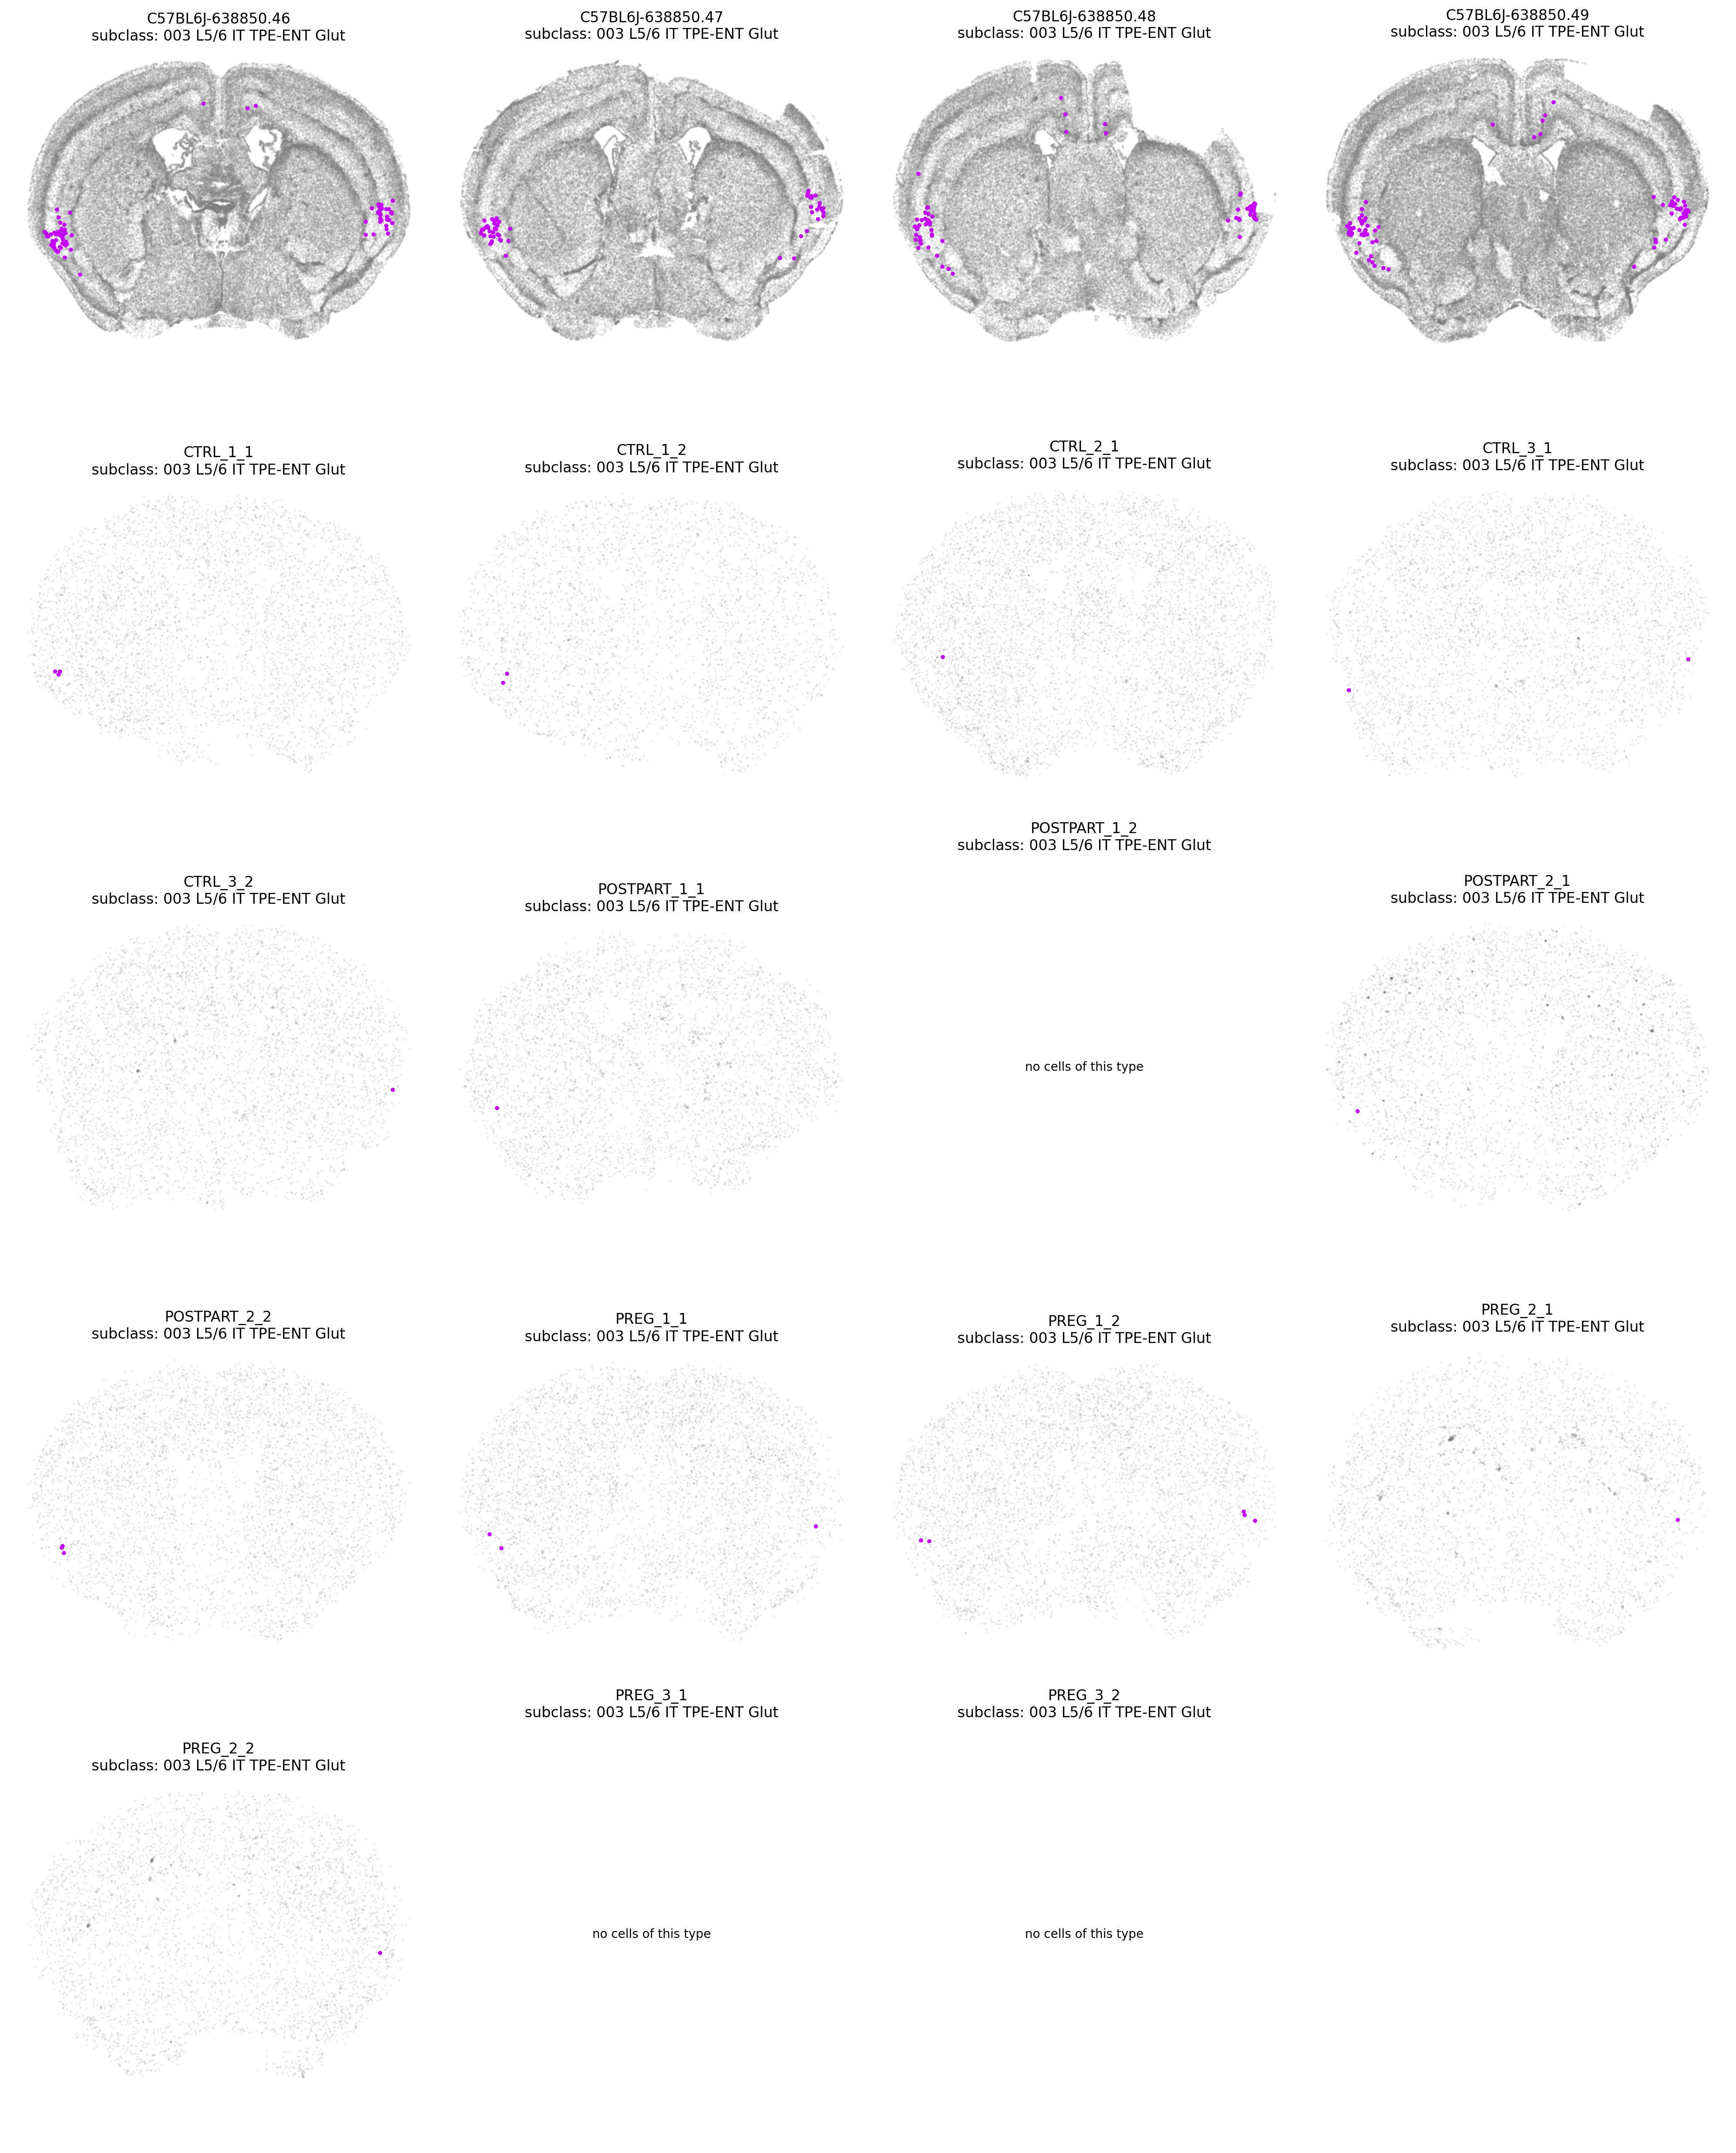 C57BL6J-638850.46
subclass: 003 L5/6 IT TPE-ENT Glut
C57BL6J-638850.47
subclass: 003 L5/6 IT TPE-ENT Glut
C57BL6J-638850.48
subclass: 003 L5/6 IT TPE-ENT Glut
C57BL6J-638850.49
subclass: 003 L5/6 IT TPE-ENT Glut
CTRL_1_1
subclass: 003 L5/6 IT TPE-ENT Glut
CTRL_1_2
subclass: 003 L5/6 IT TPE-ENT Glut
CTRL_2_1
subclass: 003 L5/6 IT TPE-ENT Glut
CTRL_3_1
subclass: 003 L5/6 IT TPE-ENT Glut
CTRL_3_2
subclass: 003 L5/6 IT TPE-ENT Glut
POSTPART_1_1
subclass: 003 L5/6 IT TPE-ENT Glut
POSTPART_1_2
subclass: 003 L5/6 IT TPE-ENT Glut
no cells of this type
POSTPART_2_1
subclass: 003 L5/6 IT TPE-ENT Glut
POSTPART_2_2
subclass: 003 L5/6 IT TPE-ENT Glut
PREG_1_1
subclass: 003 L5/6 IT TPE-ENT Glut
PREG_1_2
subclass: 003 L5/6 IT TPE-ENT Glut
PREG_2_1
subclass: 003 L5/6 IT TPE-ENT Glut
PREG_2_2
subclass: 003 L5/6 IT TPE-ENT Glut
PREG_3_1
subclass: 003 L5/6 IT TPE-ENT Glut
no cells of this type
PREG_3_2
subclass: 003 L5/6 IT TPE-ENT Glut
no cells of this type